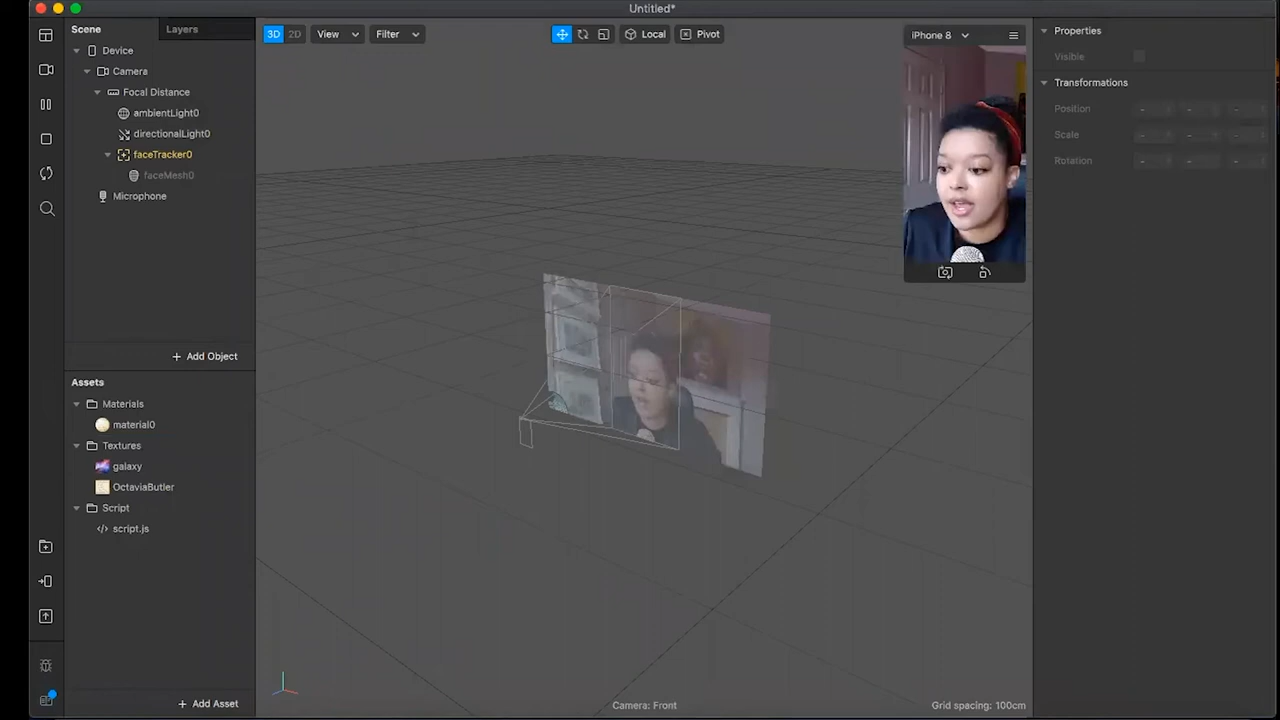 Untitled*
Scene
Layers
Device
Camera
Focal Distance
ambientLight0
directionalLight0
faceTracker0
faceMesh0
Microphone
+ Add Object
Assets
Materials
material0
Textures
galaxy
OctaviaButler
Script
script.js
+ Add Asset
3D 2D View Filter Local Pivot
iPhone 8
Camera: Front
Grid spacing: 100cm
Properties
Visible
Transformations
Position - - -
Scale - - -
Rotation - - -